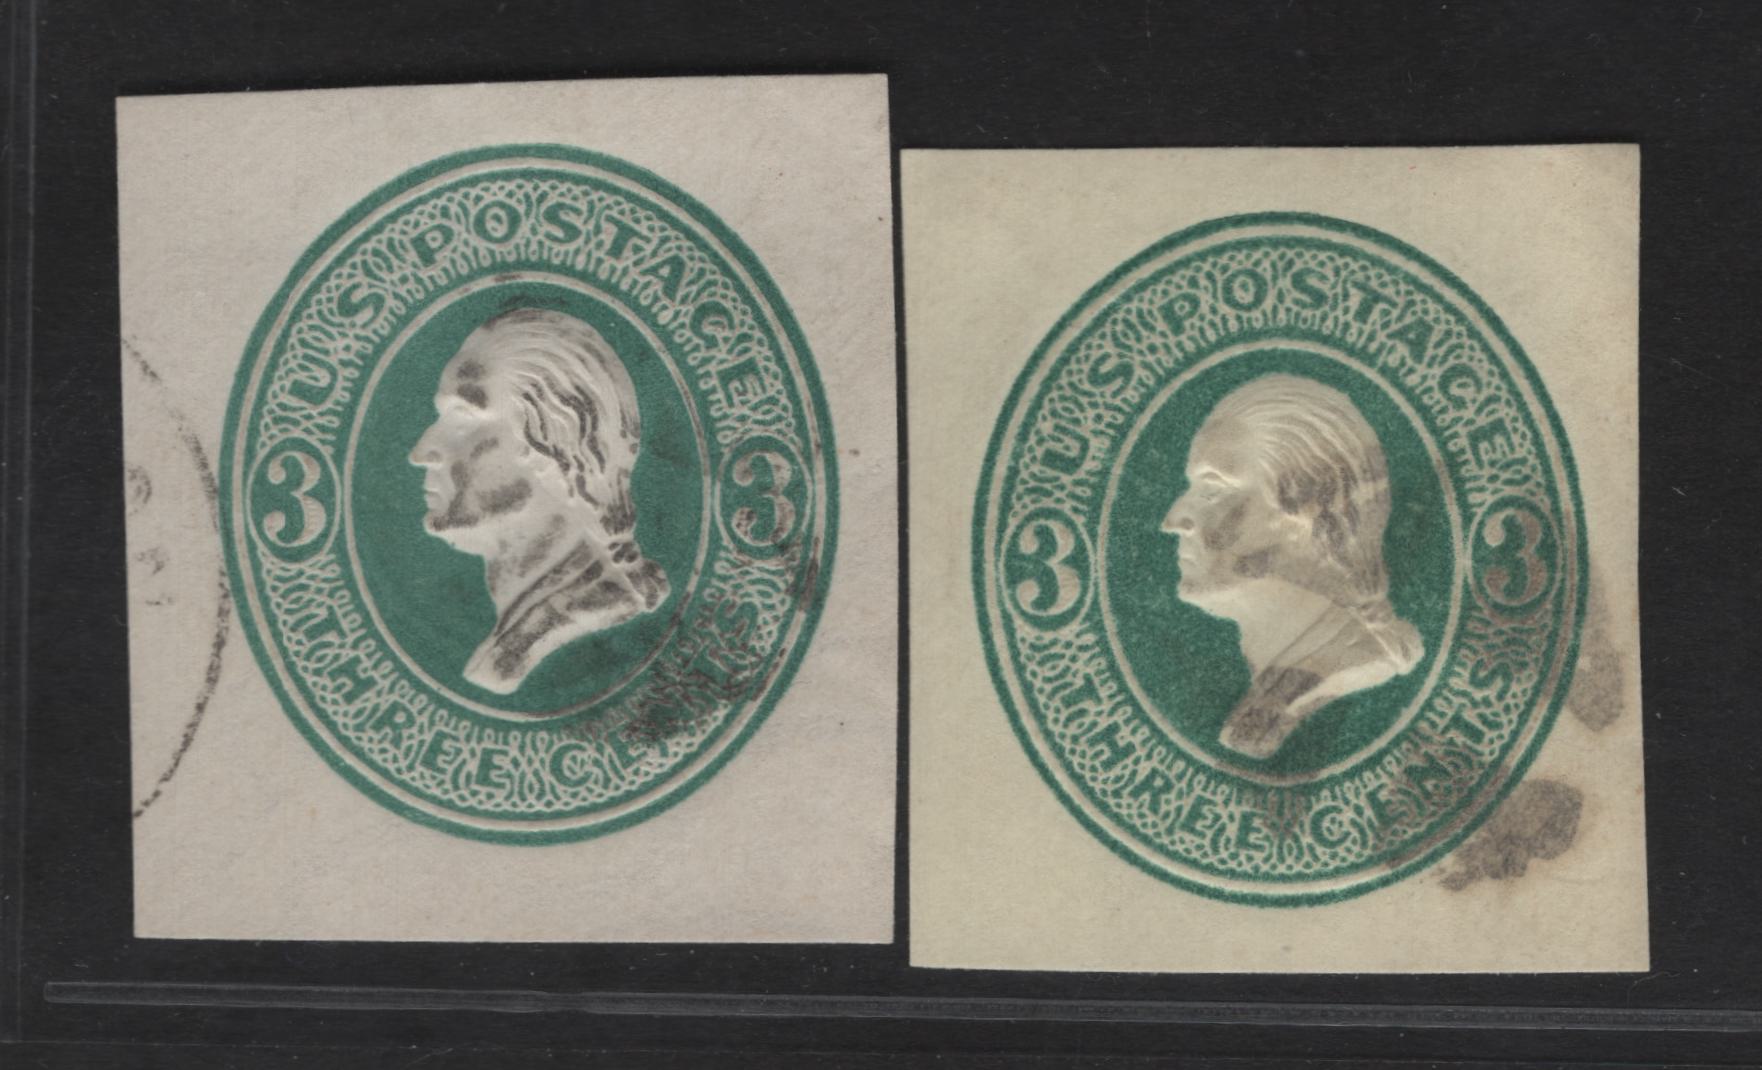 U.S. POSTAGE
3 3
THREE CENTS
U.S. POSTAGE
3 3
THREE CENTS